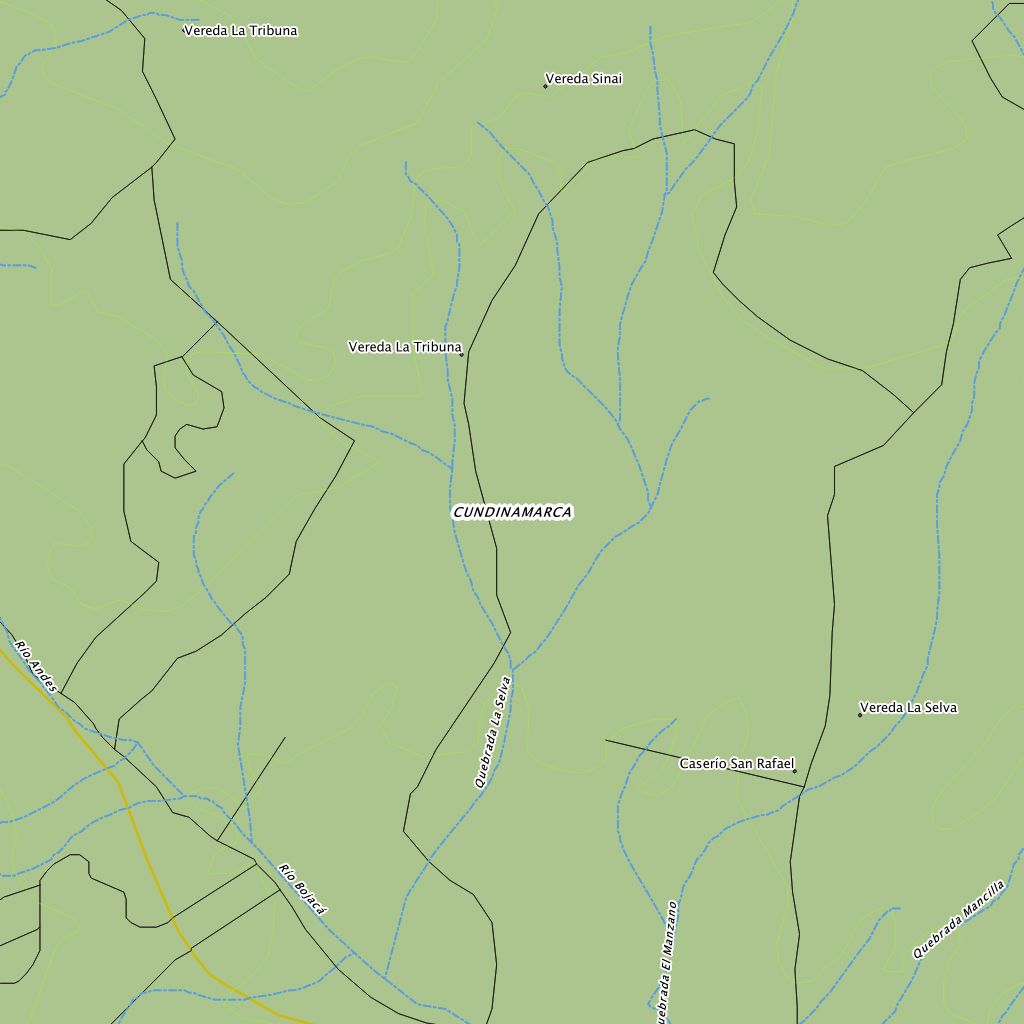 Vereda La Tribuna
Vereda Sinai
Vereda La Tribuna
CUNDINAMARCA
Río Andes
Quebrada La Selva
Vereda La Selva
Caserío San Rafael
Río Bojacá
Quebrada Mancilla
uebrada El Manzano